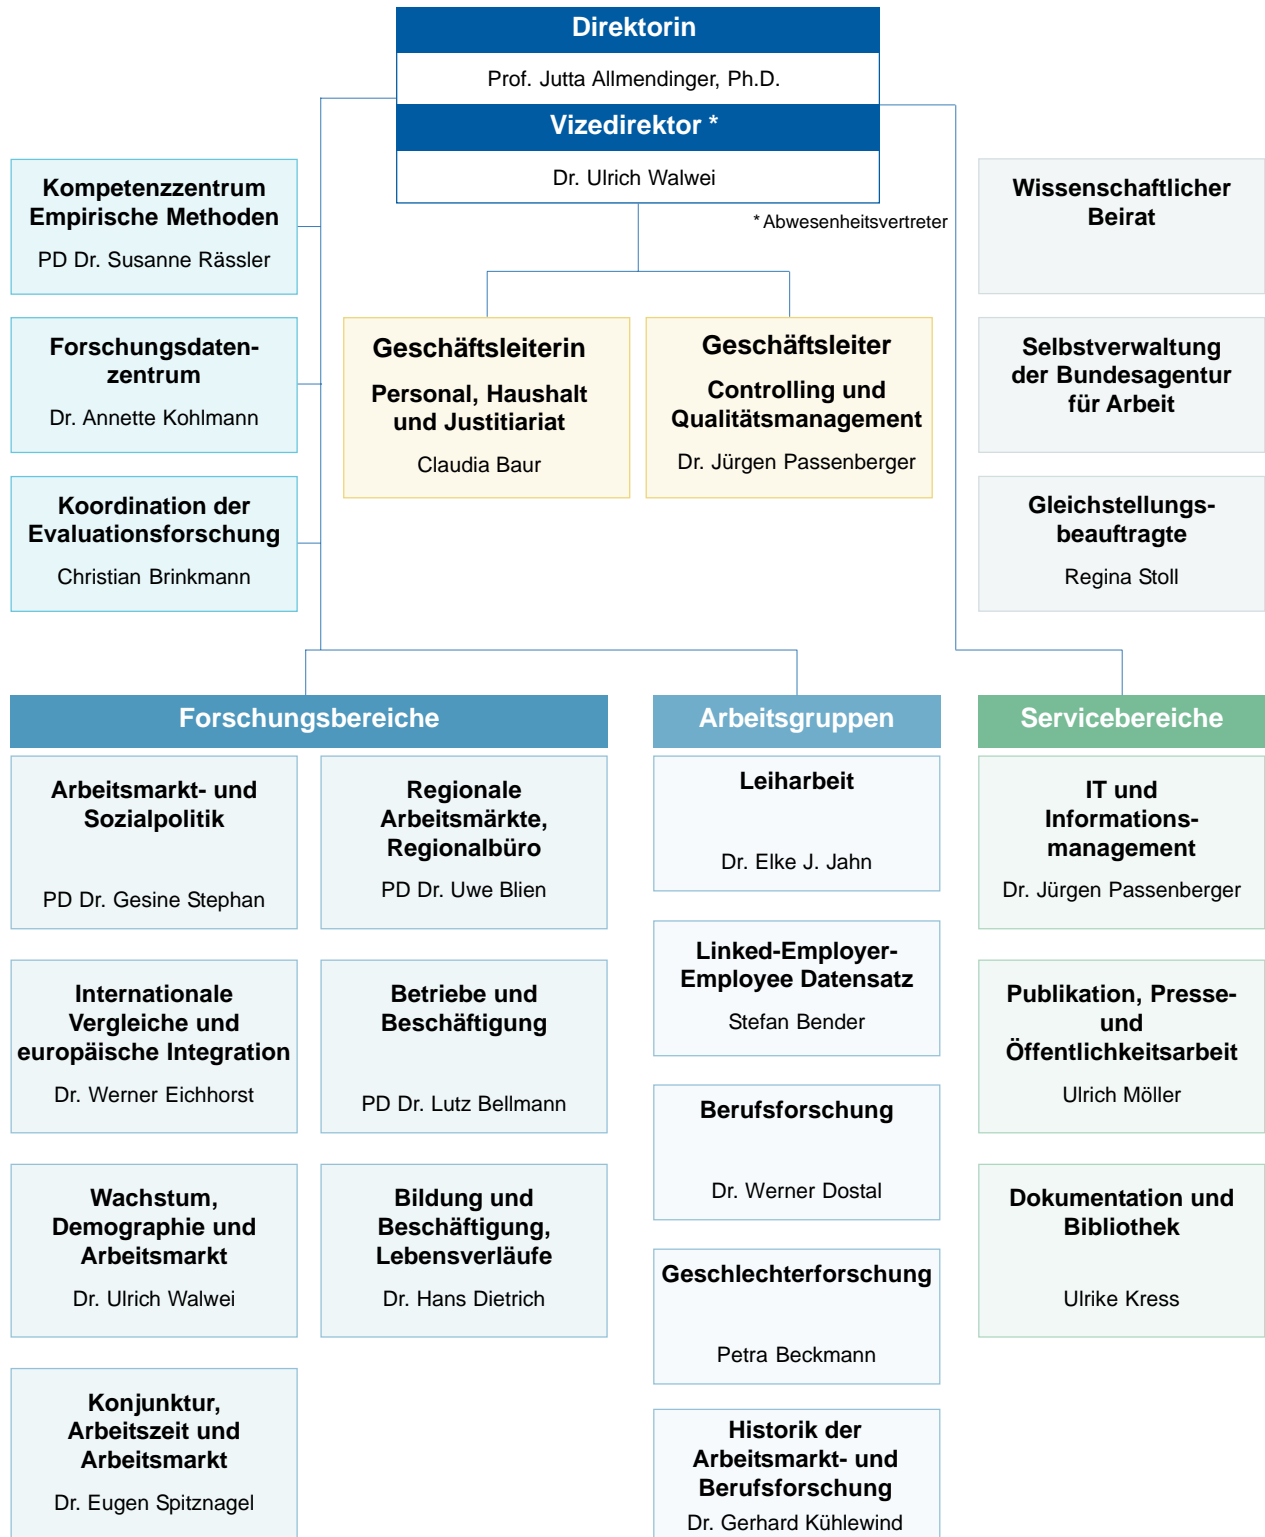 Direktorin
Prof. Jutta Allmendinger, Ph.D.
Vizedirektor *
Dr. Ulrich Walwei
* Abwesenheitsvertreter
Kompetenzzentrum
Empirische Methoden
PD Dr. Susanne Rässler
Forschungsdaten-
zentrum
Dr. Annette Kohlmann
Koordination der
Evaluationsforschung
Christian Brinkmann
Geschäftsleiterin
Personal, Haushalt
und Justitiariat
Claudia Baur
Geschäftsleiter
Controlling und
Qualitätsmanagement
Dr. Jürgen Passenberger
Wissenschaftlicher
Beirat
Selbstverwaltung
der Bundesagentur
für Arbeit
Gleichstellungs-
beauftragte
Regina Stoll
Forschungsbereiche
Arbeitsmarkt- und
Sozialpolitik
PD Dr. Gesine Stephan
Regionale
Arbeitsmärkte,
Regionalbüro
PD Dr. Uwe Blien
Internationale
Vergleiche und
europäische Integration
Dr. Werner Eichhorst
Betriebe und
Beschäftigung
PD Dr. Lutz Bellmann
Wachstum,
Demographie und
Arbeitsmarkt
Dr. Ulrich Walwei
Bildung und
Beschäftigung,
Lebensverläufe
Dr. Hans Dietrich
Konjunktur,
Arbeitszeit und
Arbeitsmarkt
Dr. Eugen Spitznagel
Arbeitsgruppen
Leiharbeit
Dr. Elke J. Jahn
Linked-Employer-
Employee Datensatz
Stefan Bender
Berufsforschung
Dr. Werner Dostal
Geschlechterforschung
Petra Beckmann
Historik der
Arbeitsmarkt- und
Berufsforschung
Dr. Gerhard Kühlewind
Servicebereiche
IT und
Informations-
management
Dr. Jürgen Passenberger
Publikation, Presse-
und
Öffentlichkeitsarbeit
Ulrich Möller
Dokumentation und
Bibliothek
Ulrike Kress